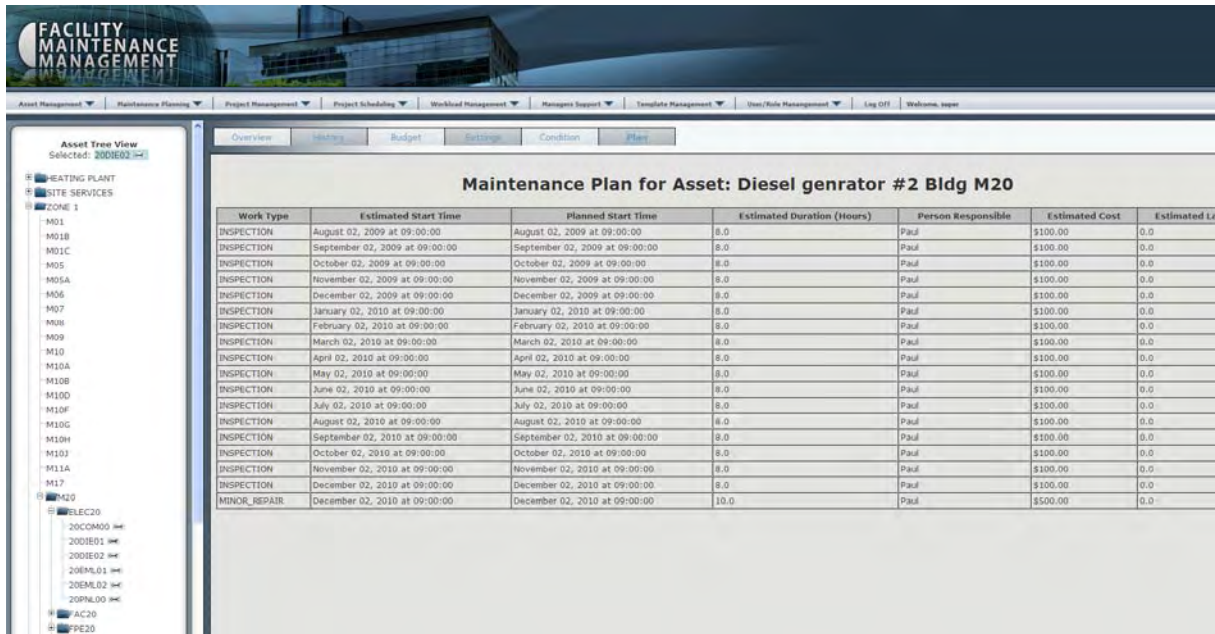 FACILITY
MAINTENANCE
MANAGEMENT
Asset Management | Maintenance Planning | Project Management | Project Scheduling | Workload Management | Managers Support | Template Management | User/Role Management | Log Off | Welcome, super
Asset Tree View
Selected: 20DIE02
HEATING PLANT
SITE SERVICES
ZONE 1
M01
M01B
M01C
M05
M05A
M06
M07
M08
M09
M10
M10A
M10B
M10D
M10F
M10G
M10H
M10J
M11A
M17
M20
ELEC20
20COM00
20DIE01
20DIE02
20EML01
20EML02
20PNL00
FAC20
FPE20
Overview History Budget Settings Condition Plan
Maintenance Plan for Asset: Diesel genrator #2 Bldg M20
Work Type Estimated Start Time Planned Start Time Estimated Duration (Hours) Person Responsible Estimated Cost Estimated La
INSPECTION August 02, 2009 at 09:00:00 August 02, 2009 at 09:00:00 8.0 Paul $100.00 0.0
INSPECTION September 02, 2009 at 09:00:00 September 02, 2009 at 09:00:00 8.0 Paul $100.00 0.0
INSPECTION October 02, 2009 at 09:00:00 October 02, 2009 at 09:00:00 8.0 Paul $100.00 0.0
INSPECTION November 02, 2009 at 09:00:00 November 02, 2009 at 09:00:00 8.0 Paul $100.00 0.0
INSPECTION December 02, 2009 at 09:00:00 December 02, 2009 at 09:00:00 8.0 Paul $100.00 0.0
INSPECTION January 02, 2010 at 09:00:00 January 02, 2010 at 09:00:00 8.0 Paul $100.00 0.0
INSPECTION February 02, 2010 at 09:00:00 February 02, 2010 at 09:00:00 8.0 Paul $100.00 0.0
INSPECTION March 02, 2010 at 09:00:00 March 02, 2010 at 09:00:00 8.0 Paul $100.00 0.0
INSPECTION April 02, 2010 at 09:00:00 April 02, 2010 at 09:00:00 8.0 Paul $100.00 0.0
INSPECTION May 02, 2010 at 09:00:00 May 02, 2010 at 09:00:00 8.0 Paul $100.00 0.0
INSPECTION June 02, 2010 at 09:00:00 June 02, 2010 at 09:00:00 8.0 Paul $100.00 0.0
INSPECTION July 02, 2010 at 09:00:00 July 02, 2010 at 09:00:00 8.0 Paul $100.00 0.0
INSPECTION August 02, 2010 at 09:00:00 August 02, 2010 at 09:00:00 8.0 Paul $100.00 0.0
INSPECTION September 02, 2010 at 09:00:00 September 02, 2010 at 09:00:00 8.0 Paul $100.00 0.0
INSPECTION October 02, 2010 at 09:00:00 October 02, 2010 at 09:00:00 8.0 Paul $100.00 0.0
INSPECTION November 02, 2010 at 09:00:00 November 02, 2010 at 09:00:00 8.0 Paul $100.00 0.0
INSPECTION December 02, 2010 at 09:00:00 December 02, 2010 at 09:00:00 8.0 Paul $100.00 0.0
MINOR_REPAIR December 02, 2010 at 09:00:00 December 02, 2010 at 09:00:00 10.0 Paul $500.00 0.0